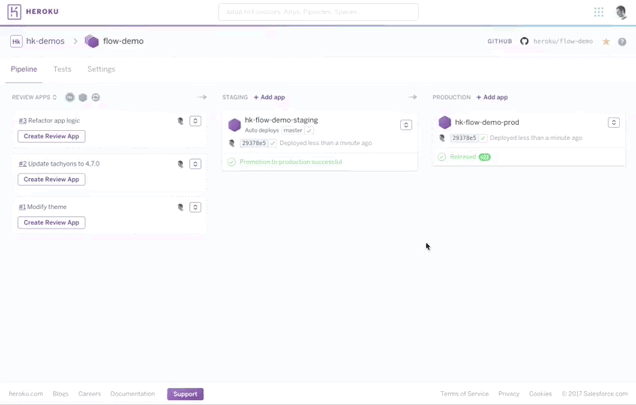 HEROKU
Jump to Favorites, Apps, Pipelines, Spaces...
Hk hk-demos > flow-demo
GITHUB heroku/flow-demo
Pipeline Tests Settings
REVIEW APPS
#3 Refactor app logic
Create Review App
#2 Update tachyons to 4.7.0
Create Review App
#1 Modify theme
Create Review App
STAGING + Add app
hk-flow-demo-staging
Auto deploys master
29378e5 Deployed less than a minute ago
Promotion to production successful
PRODUCTION + Add app
hk-flow-demo-prod
29378e5 Deployed less than a minute ago
Released
heroku.com Blogs Careers Documentation Support
Terms of Service Privacy Cookies © 2017 Salesforce.com